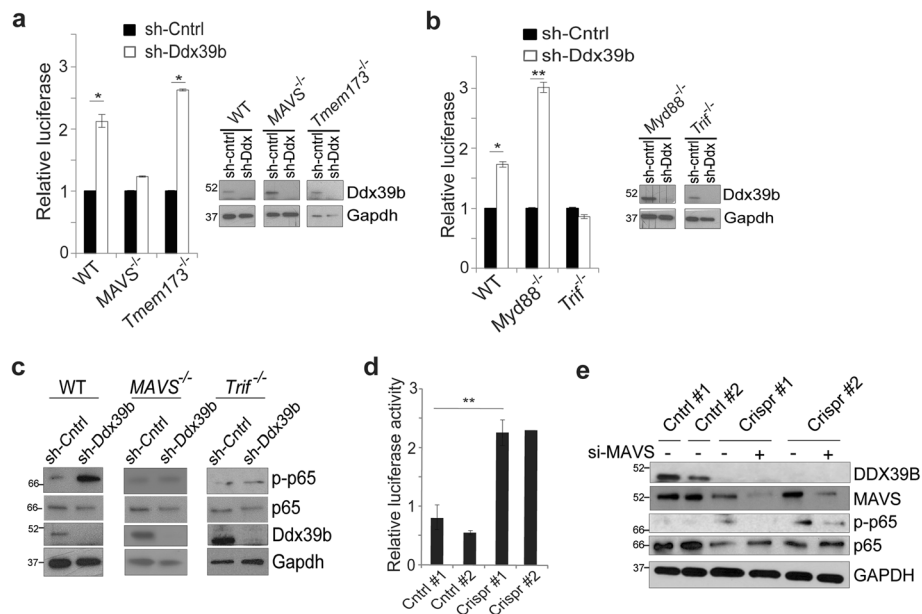 a
sh-Cntrl
sh-Ddx39b
Relative luciferase
3
2
1
0
*
*
WT
MAVS-/-
Tmem173-/-
WT
MAVS-/-
Tmem173-/-
sh-cntrl
sh-Ddx
sh-cntrl
sh-Ddx
sh-cntrl
sh-Ddx
52
Ddx39b
37
Gapdh
b
sh-Cntrl
sh-Ddx39b
Relative luciferase
3
2
1
0
*
**
WT
Myd88-/-
Trif-/-
Myd88-/-
Trif-/-
sh-cntrl
sh-Ddx
sh-cntrl
sh-Ddx
52
Ddx39b
37
Gapdh
c
WT
MAVS-/-
Trif-/-
sh-Cntrl
sh-Ddx39b
sh-Cntrl
sh-Ddx39b
sh-Cntrl
sh-Ddx39b
66
p-p65
66
p65
52
Ddx39b
37
Gapdh
d
Relative luciferase activity
3
2
1
0
**
Cntrl #1
Cntrl #2
Crispr #1
Crispr #2
e
Cntrl #1
Cntrl #2
Crispr #1
Crispr #2
si-MAVS - - - + - +
52
DDX39B
52
MAVS
66
p-p65
66
p65
37
GAPDH